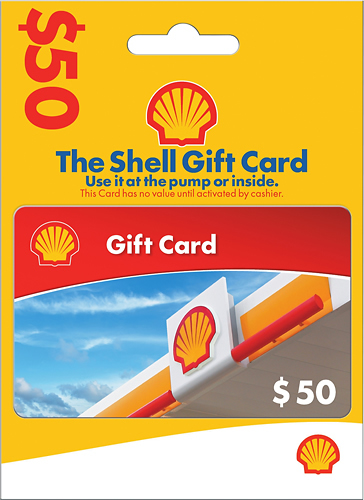 $50
The Shell Gift Card
Use it at the pump or inside.
This Card has no value until activated by cashier.
Gift Card
$50